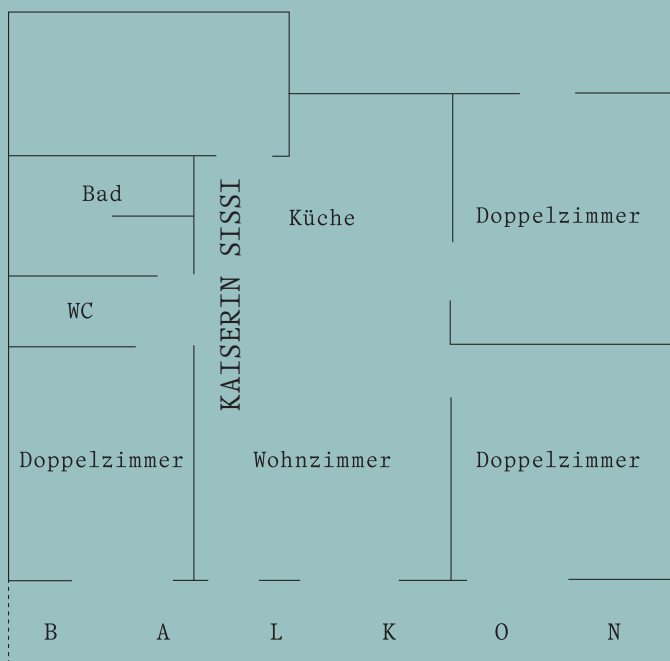 Bad
KAISERIN SISSI
Küche
Doppelzimmer
WC
Doppelzimmer
Wohnzimmer
Doppelzimmer
B A L K O N